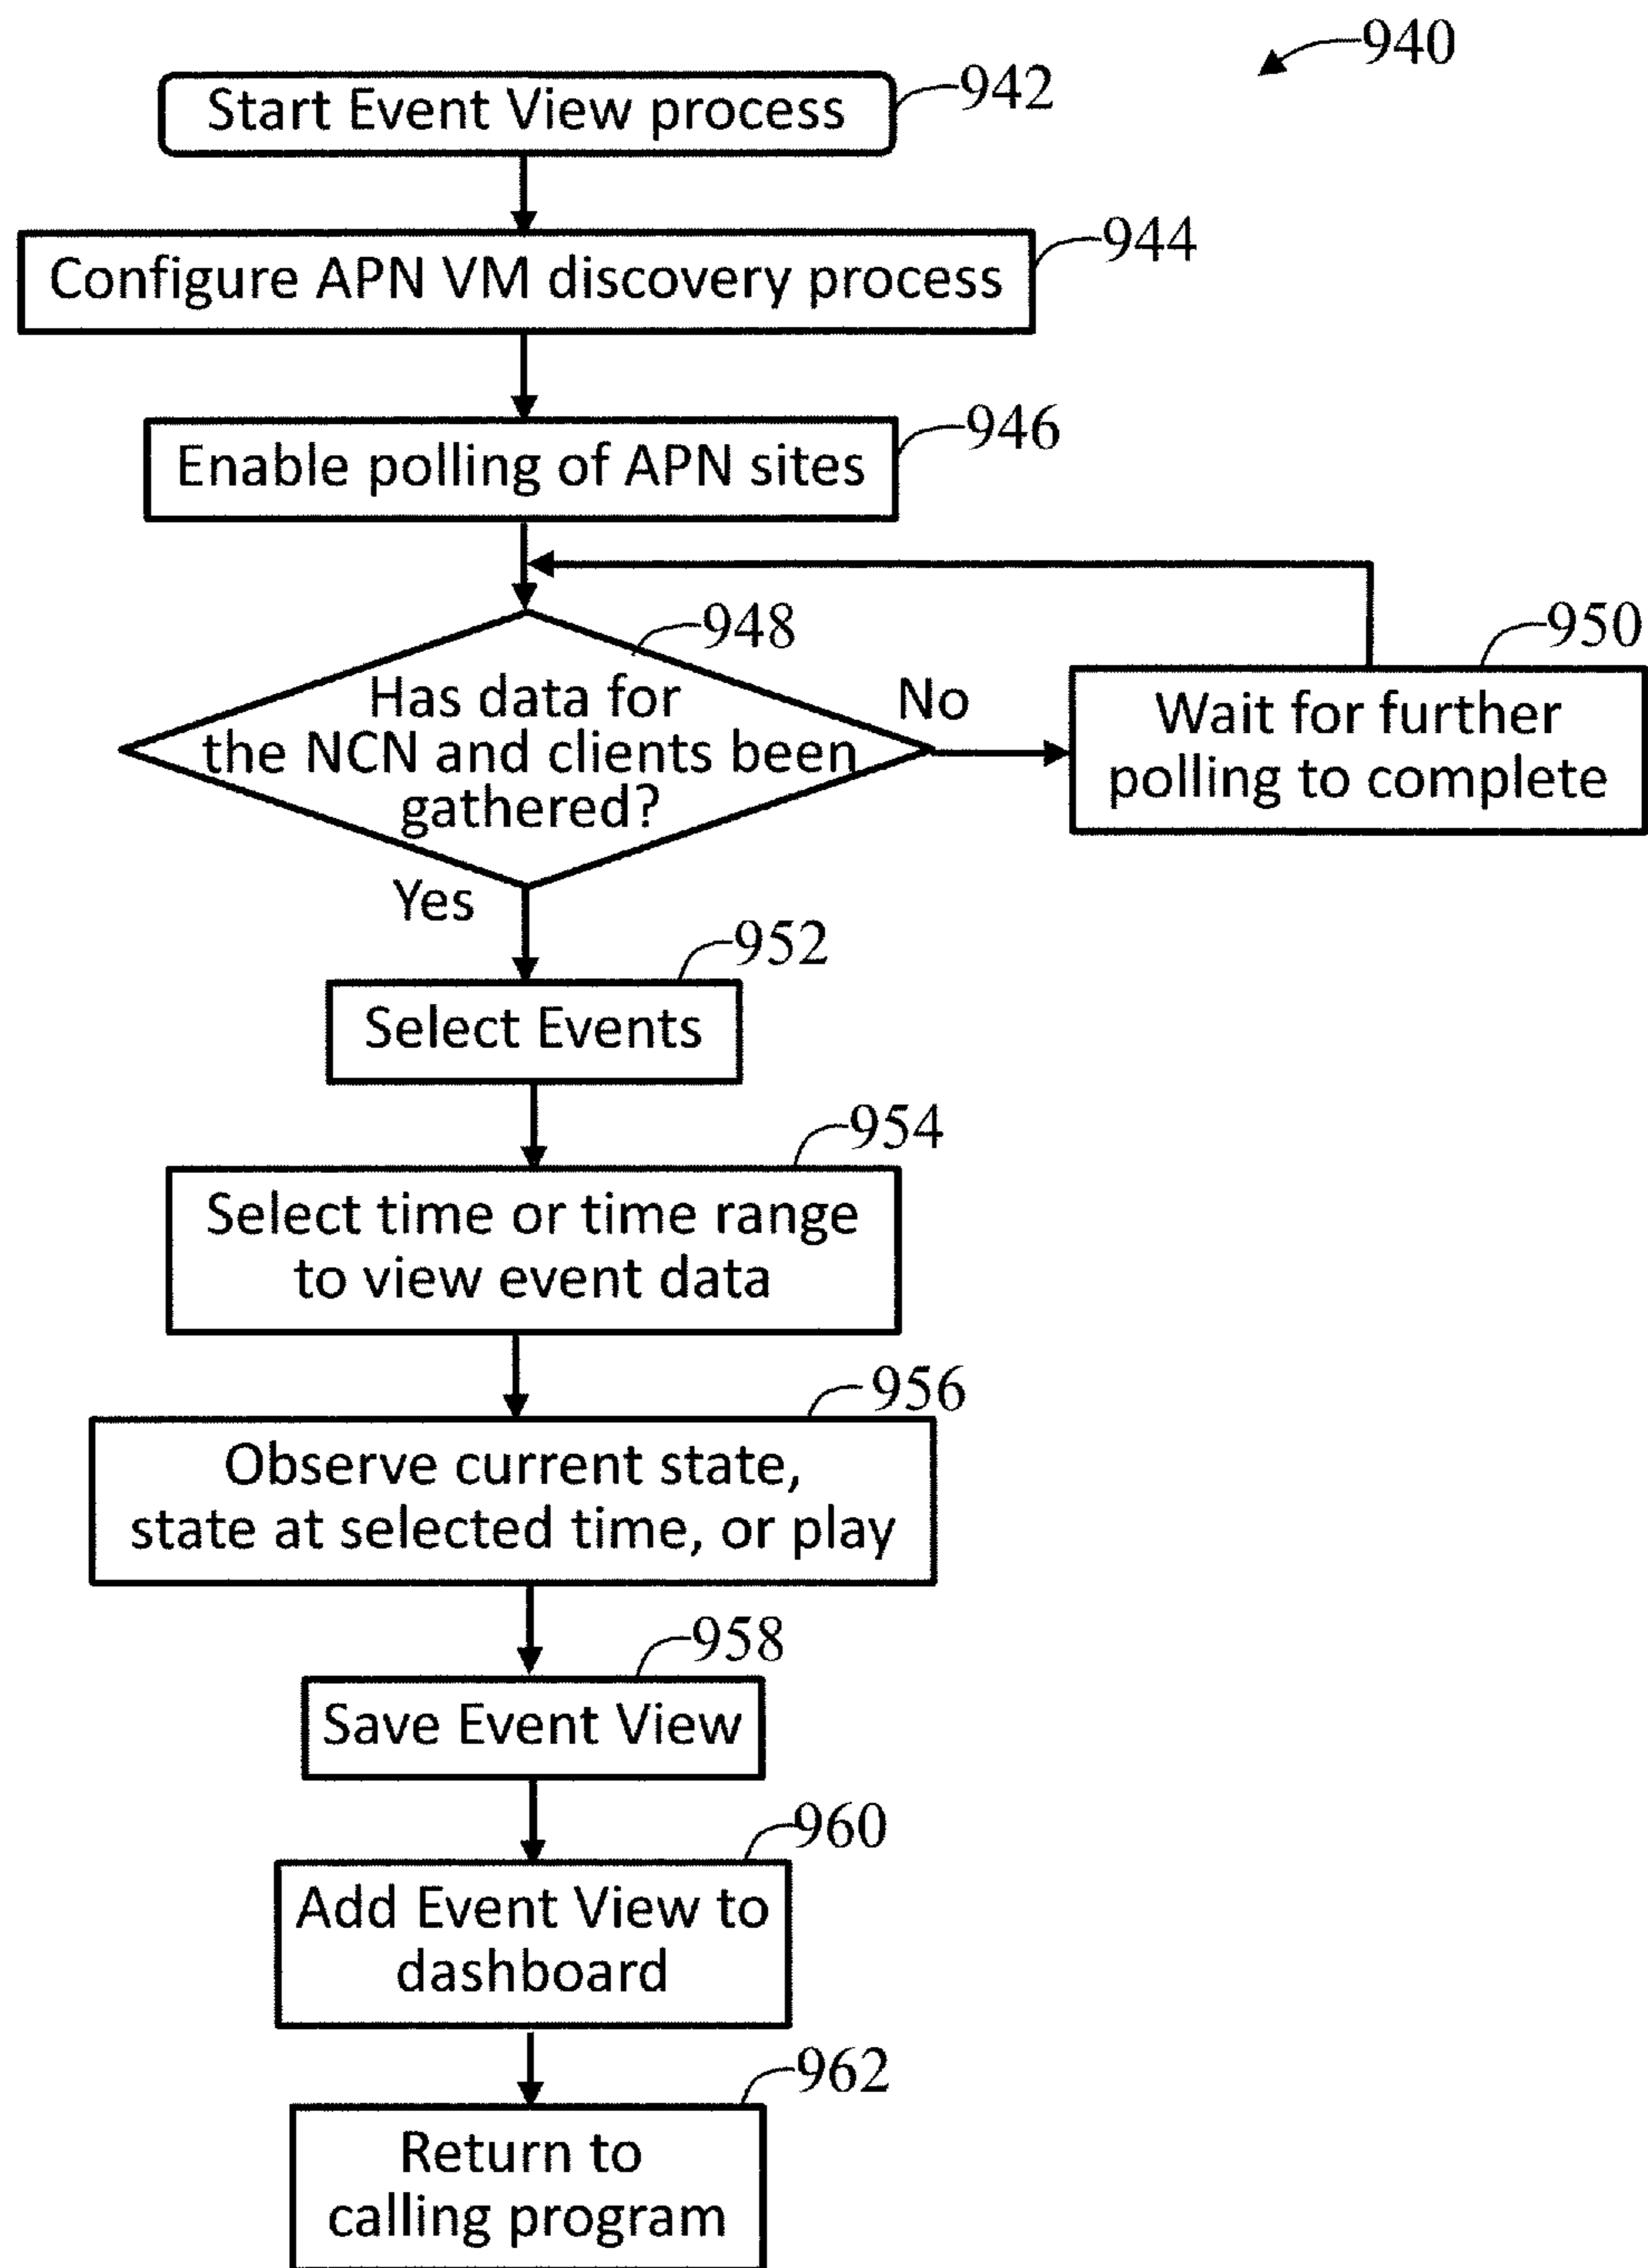 940
Start Event View process
942
Configure APN VM discovery process
944
Enable polling of APN sites
946
948
Has data for
the NCN and clients been
gathered?
No
950
Wait for further
polling to complete
Yes
952
Select Events
954
Select time or time range
to view event data
956
Observe current state,
state at selected time, or play
958
Save Event View
960
Add Event View to
dashboard
962
Return to
calling program